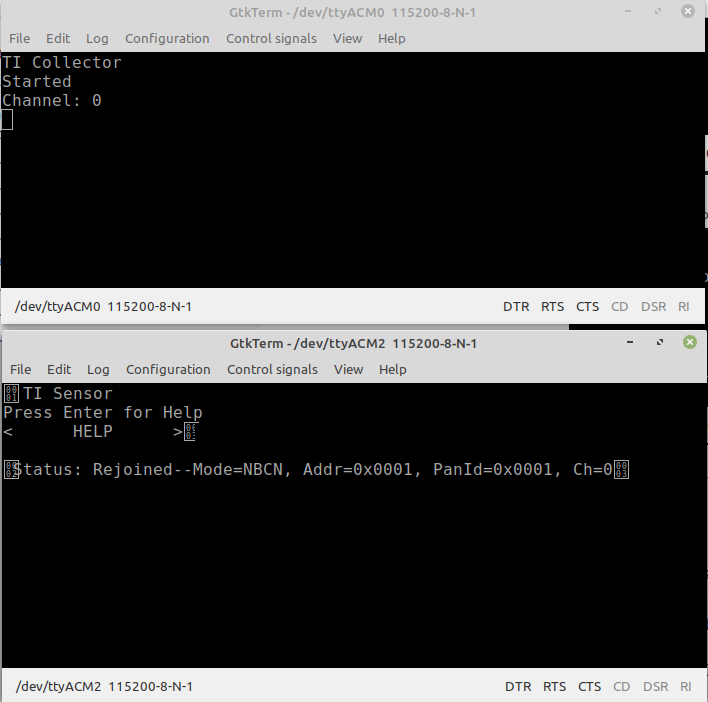 GtkTerm - /dev/ttyACM0 115200-8-N-1
File Edit Log Configuration Control signals View Help
TI Collector
Started
Channel: 0
/dev/ttyACM0 115200-8-N-1 DTR RTS CTS CD DSR RI
GtkTerm - /dev/ttyACM2 115200-8-N-1
File Edit Log Configuration Control signals View Help
TI Sensor
Press Enter for Help
< HELP >
Status: Rejoined--Mode=NBCN, Addr=0x0001, PanId=0x0001, Ch=0
/dev/ttyACM2 115200-8-N-1 DTR RTS CTS CD DSR RI